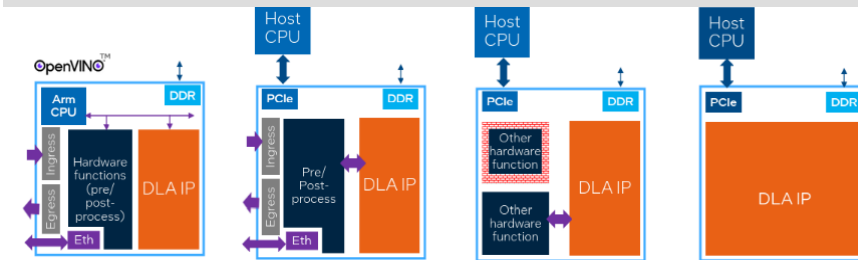 Host
CPU
Host
CPU
Host
CPU
OpenVINO™
Arm
CPU
DDR
Ingress
Egress
Hardware
functions
(pre/
post-
process)
DLA IP
Eth
PCIe
DDR
Ingress
Egress
Pre/
Post-
process
DLA IP
Eth
PCIe
DDR
Other
hardware
function
Other
hardware
function
DLA IP
PCIe
DDR
DLA IP